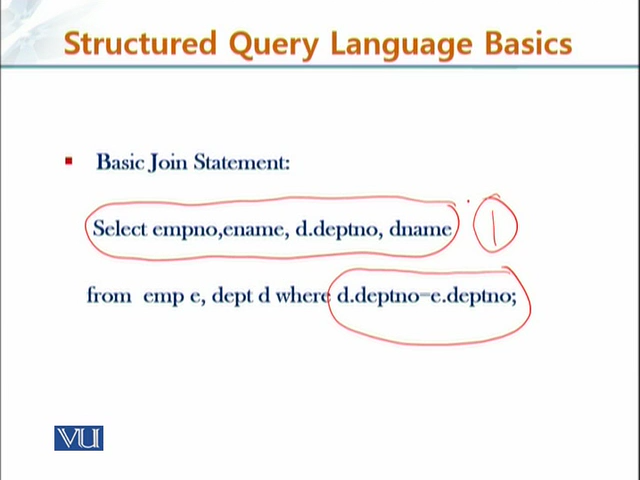 Structured Query Language Basics
Basic Join Statement:
Select empno,ename, d.deptno, dname
1
from emp e, dept d where d.deptno=e.deptno;
VU